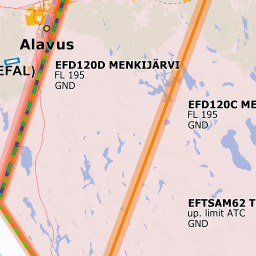 Alavus
EFAL)
EFD120D MENKIJÄRVI
FL 195
GND
EFD120C ME
FL 195
GND
EFTSAM62 T
up. limit ATC
GND